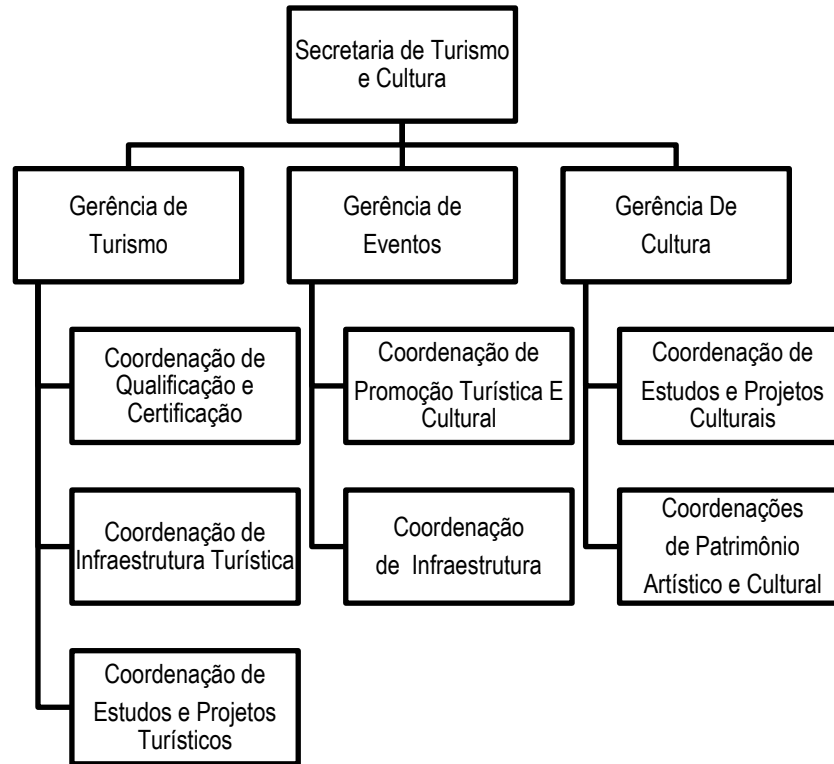 Secretaria de Turismo
e Cultura
Gerência de
Turismo
Gerência de
Eventos
Gerência De
Cultura
Coordenação de
Qualificação e
Certificação
Coordenação de
Promoção Turística E
Cultural
Coordenação de
Estudos e Projetos
Culturais
Coordenação de
Infraestrutura Turística
Coordenação
de Infraestrutura
Coordenações
de Patrimônio
Artístico e Cultural
Coordenação de
Estudos e Projetos
Turísticos